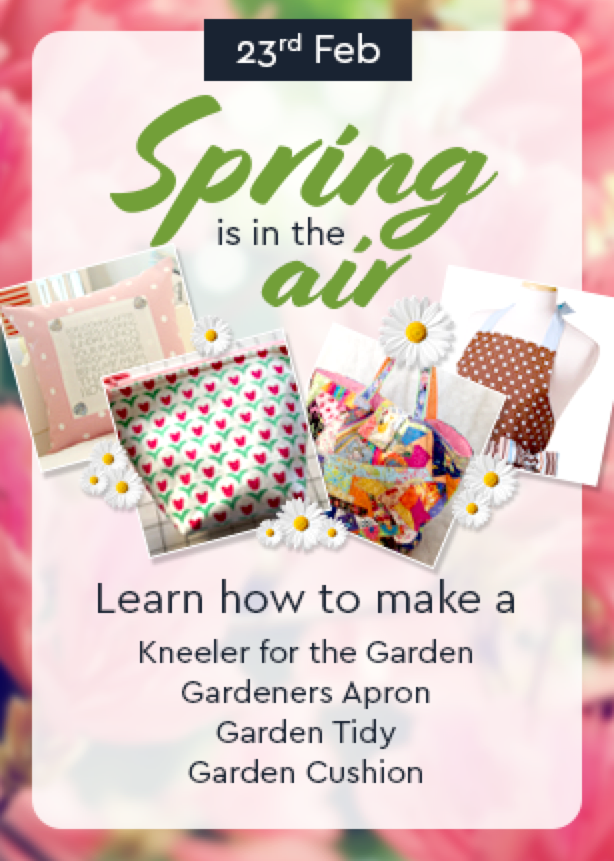 23rd Feb
Spring
is in the
air
Learn how to make a
Kneeler for the Garden
Gardeners Apron
Garden Tidy
Garden Cushion